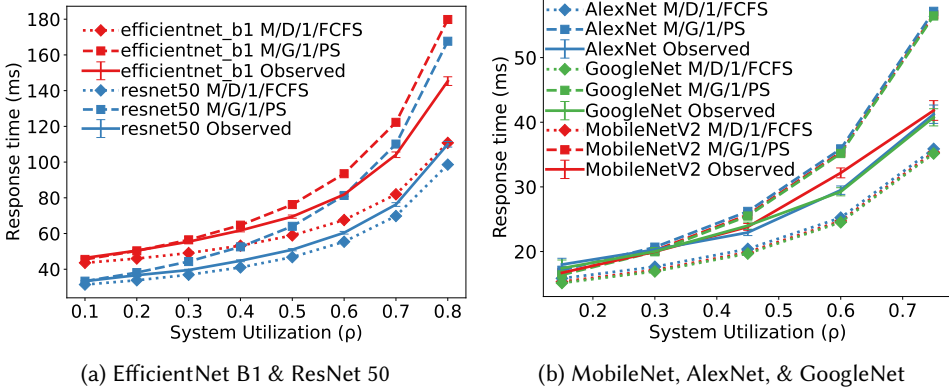 efficientnet_b1 M/D/1/FCFS
efficientnet_b1 M/G/1/PS
efficientnet_b1 Observed
resnet50 M/D/1/FCFS
resnet50 M/G/1/PS
resnet50 Observed
Response time (ms)
180
160
140
120
100
80
60
40
0.1 0.2 0.3 0.4 0.5 0.6 0.7 0.8
System Utilization (ρ)
(a) EfficientNet B1 & ResNet 50
AlexNet M/D/1/FCFS
AlexNet M/G/1/PS
AlexNet Observed
GoogleNet M/D/1/FCFS
GoogleNet M/G/1/PS
GoogleNet Observed
MobileNetV2 M/D/1/FCFS
MobileNetV2 M/G/1/PS
MobileNetV2 Observed
Response time (ms)
50
40
30
20
0.2 0.3 0.4 0.5 0.6 0.7
System Utilization (ρ)
(b) MobileNet, AlexNet, & GoogleNet